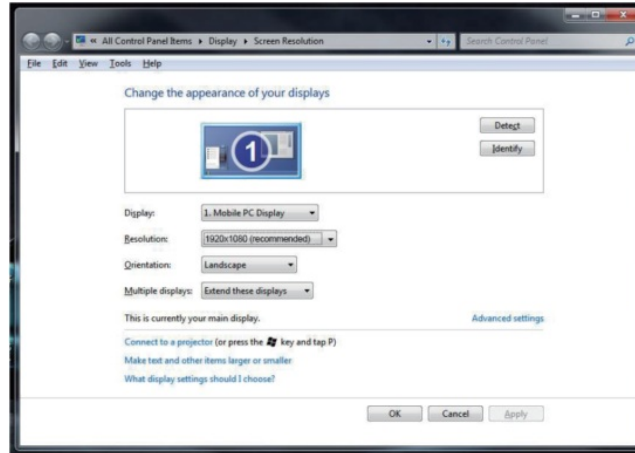 « All Control Panel Items ▸ Display ▸ Screen Resolution
Search Control Panel
File Edit View Tools Help
Change the appearance of your displays
1
Detect
Identify
Display: 1. Mobile PC Display
Resolution: 1920x1080 (recommended)
Orientation: Landscape
Multiple displays: Extend these displays
This is currently your main display. Advanced settings
Connect to a projector (or press the key and tap P)
Make text and other items larger or smaller
What display settings should I choose?
OK Cancel Apply